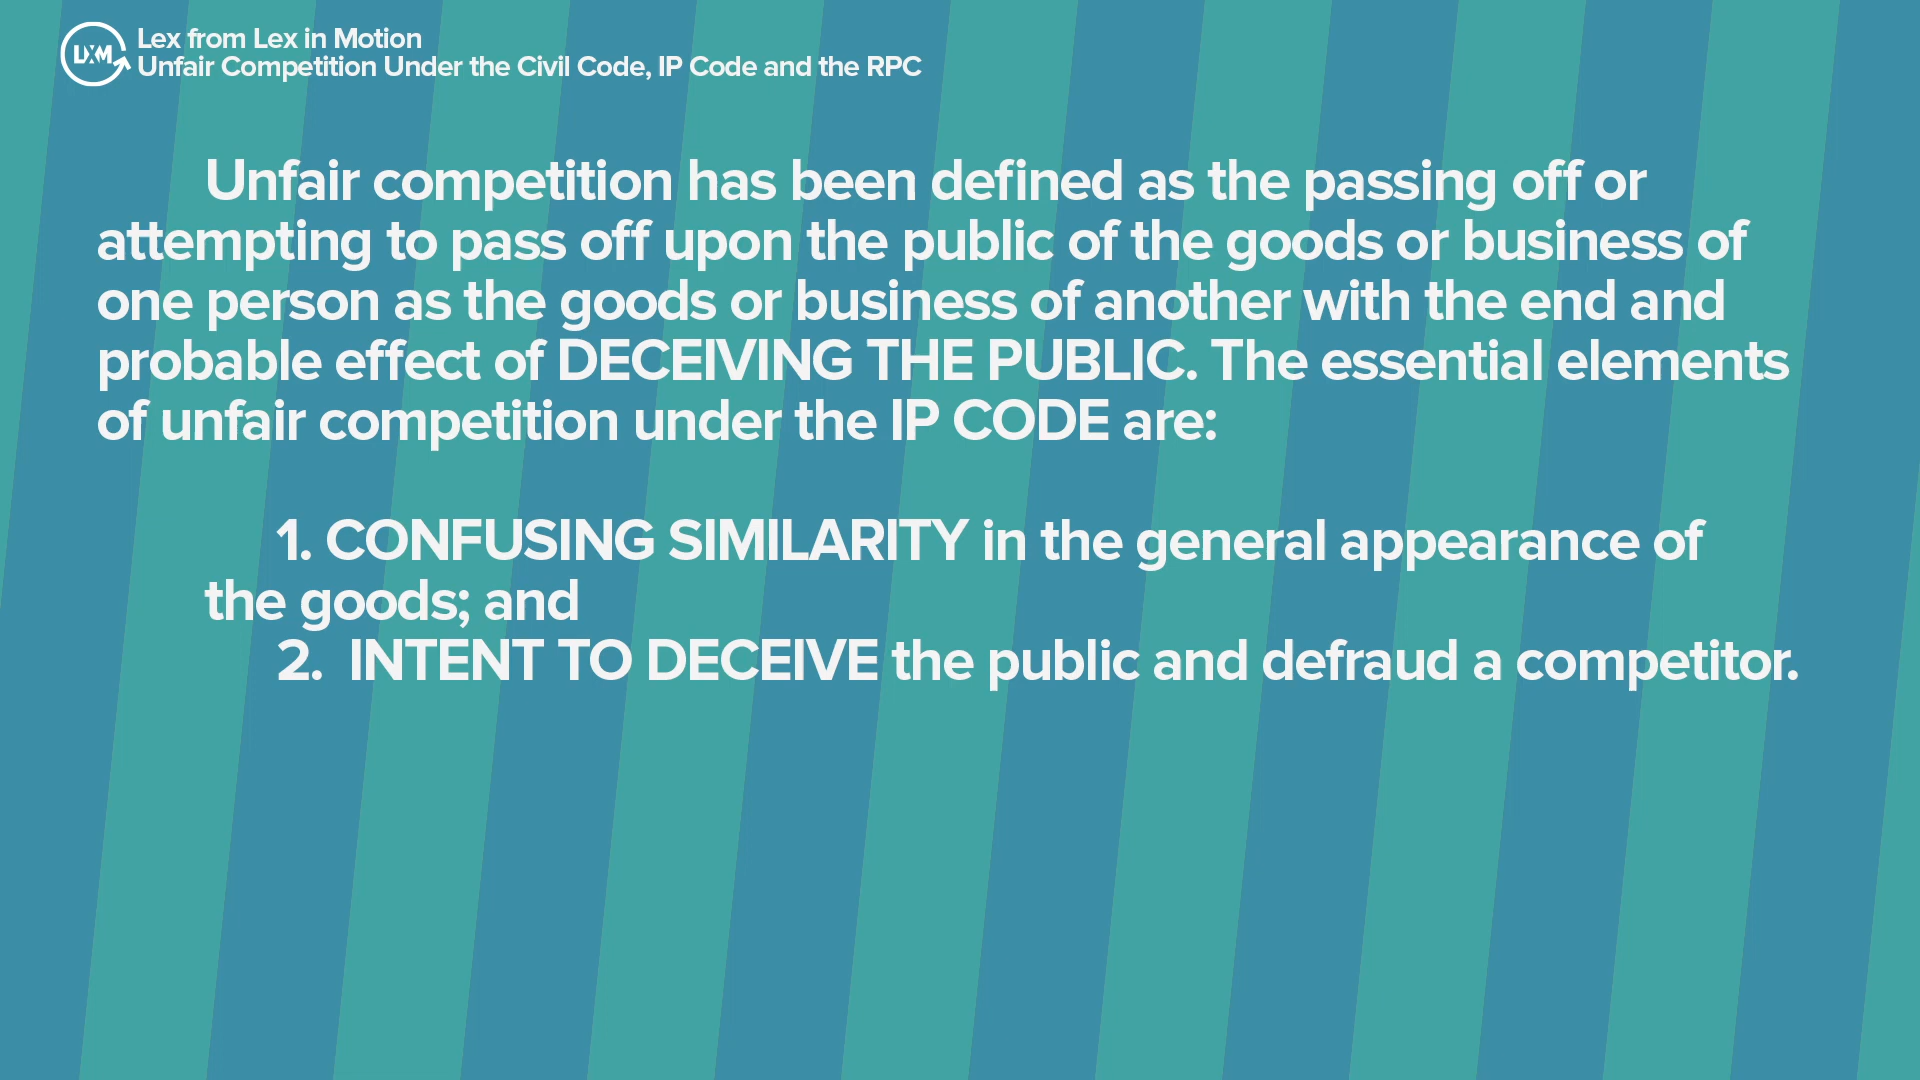 LXM
Lex from Lex in Motion
Unfair Competition Under the Civil Code, IP Code and the RPC
Unfair competition has been defined as the passing off or
attempting to pass off upon the public of the goods or business of
one person as the goods or business of another with the end and
probable effect of DECEIVING THE PUBLIC. The essential elements
of unfair competition under the IP CODE are:
1. CONFUSING SIMILARITY in the general appearance of
the goods; and
2. INTENT TO DECEIVE the public and defraud a competitor.